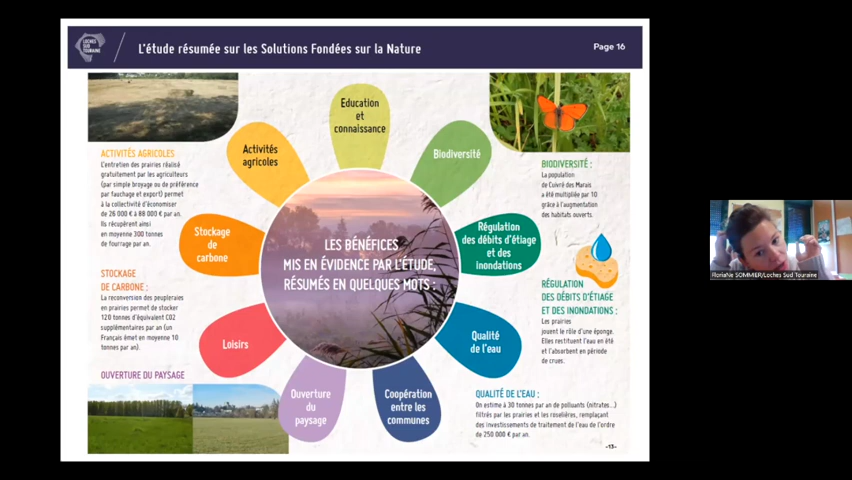 LOCHES
SUD
TOURAINE
L'étude résumée sur les Solutions Fondées sur la Nature
Page 16
Education
et
connaissance
Activités
agricoles
Biodiversité
Stockage
de
carbone
Régulation
des débits d'étiage
et des
inondations
LES BÉNÉFICES
MIS EN ÉVIDENCE PAR L'ÉTUDE,
RÉSUMÉS EN QUELQUES MOTS :
Loisirs
Qualité
de l'eau
Ouverture
du
paysage
Coopération
entre les
communes
ACTIVITÉS AGRICOLES
L'entretien des prairies réalisé
gratuitement par les agriculteurs
(par simple broyage ou de préférence
par fauchage et export) permet
à la collectivité d'économiser
de 26 000 € à 88 000 € par an.
Ils récupèrent ainsi
en moyenne 300 tonnes
de fourrage par an.
STOCKAGE
DE CARBONE :
La reconversion des peupleraies
en prairies permet de stocker
120 tonnes d'équivalent CO2
supplémentaires par an (un
Français émet en moyenne 10
tonnes par an).
OUVERTURE DU PAYSAGE
BIODIVERSITÉ :
La population
de Cuivré des Marais
a été multipliée par 10
grâce à l'augmentation
des habitats ouverts.
RÉGULATION
DES DÉBITS D'ÉTIAGE
ET DES INONDATIONS :
Les prairies
jouent le rôle d'une éponge.
Elles restituent l'eau en été
et l'absorbent en période
de crues.
QUALITÉ DE L'EAU :
On estime à 30 tonnes par an de polluants (nitrates...)
filtrés par les prairies et les roselières, remplaçant
des investissements de traitement de l'eau de l'ordre
de 250 000 € par an.
-13-
Floriane SOMMIER/Loches Sud Touraine